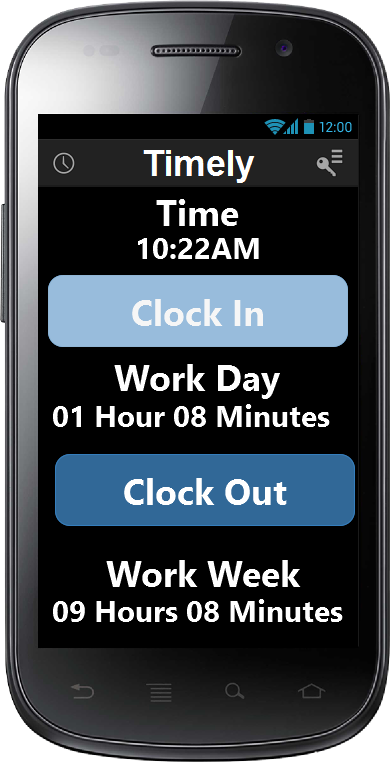 12:00
Timely
Time
10:22AM
Clock In
Work Day
01 Hour 08 Minutes
Clock Out
Work Week
09 Hours 08 Minutes